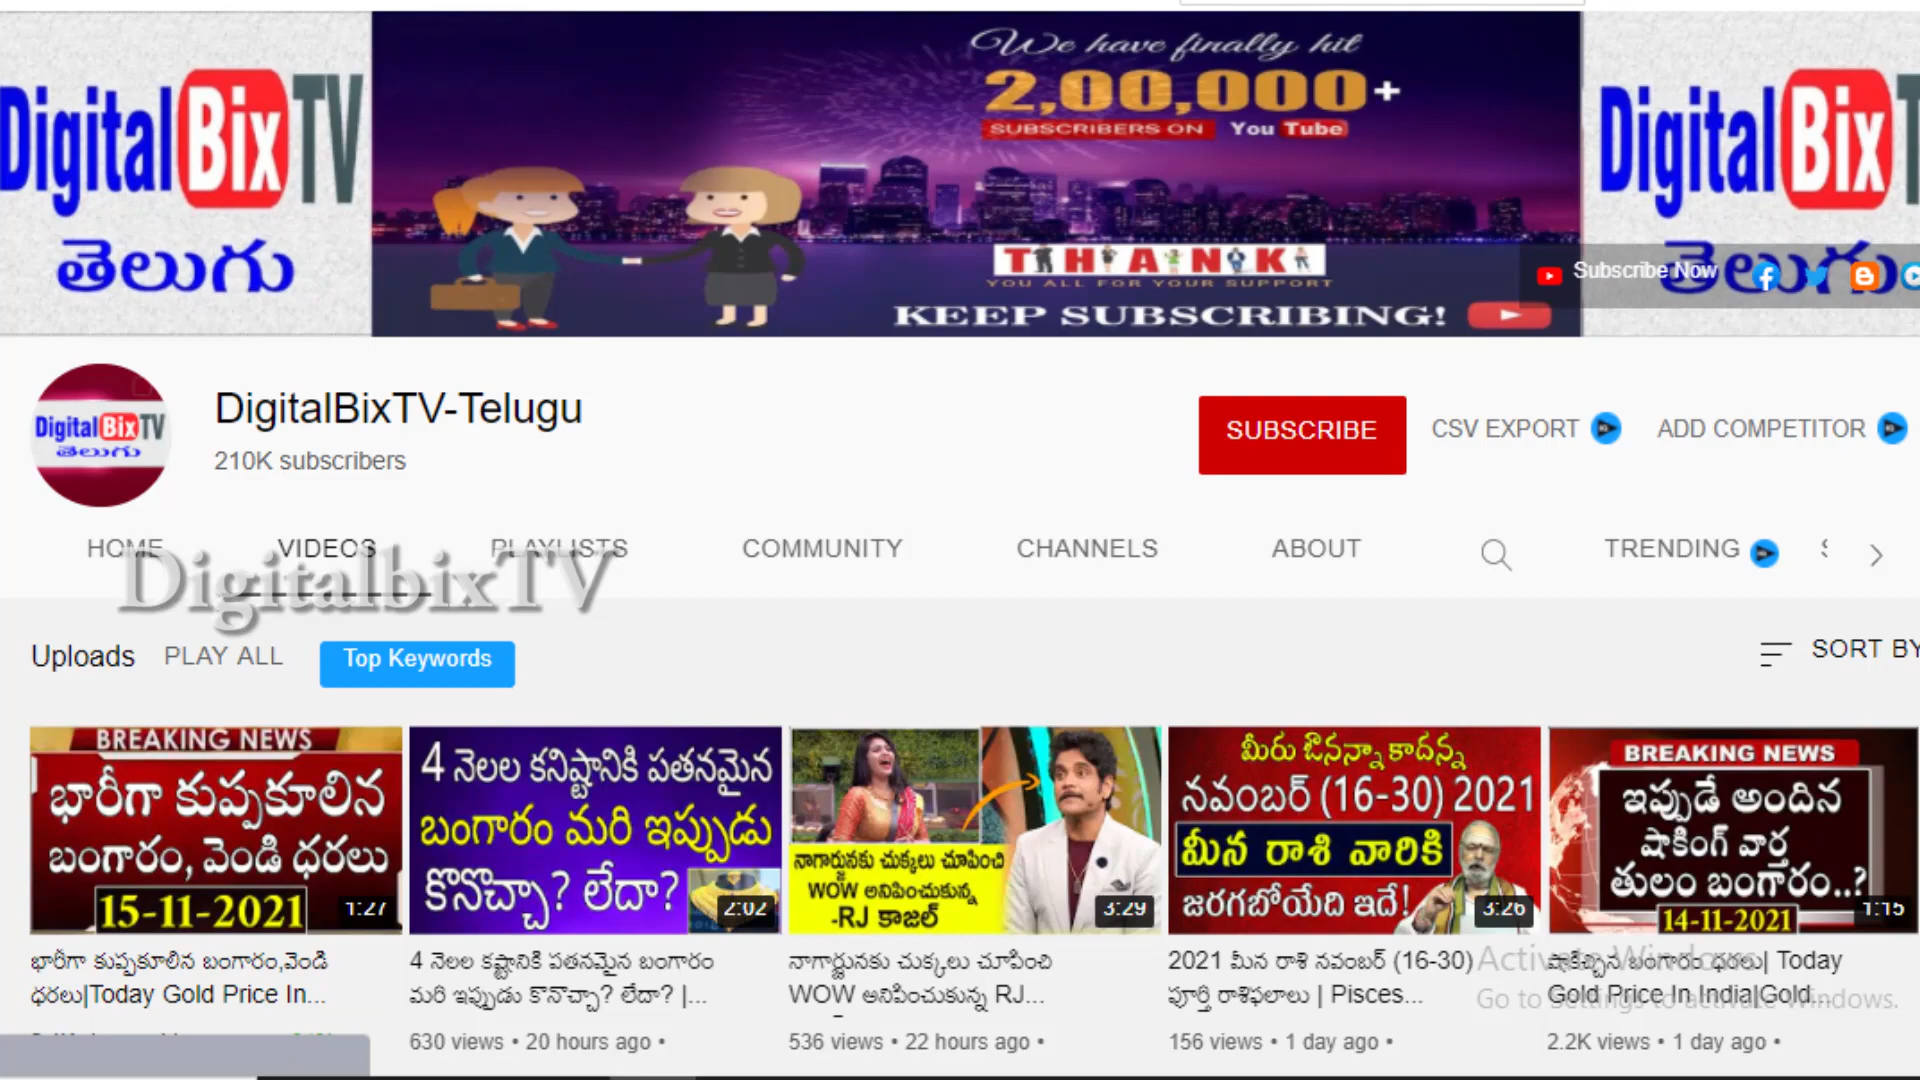 We have finally hit
2,00,000+
SUBSCRIBERS ON YouTube
DigitalBixTV
తెలుగు
THANK
YOU ALL FOR YOUR SUPPORT
KEEP SUBSCRIBING!
DigitalBixT
తెలుగు
Subscribe Now
DigitalBixTV
తెలుగు
DigitalBixTV-Telugu
210K subscribers
SUBSCRIBE
CSV EXPORT
ADD COMPETITOR
HOME
VIDEOS
PLAYLISTS
COMMUNITY
CHANNELS
ABOUT
TRENDING
DigitalbixTV
Uploads
PLAY ALL
Top Keywords
SORT BY
BREAKING NEWS
భారీగా కుప్పకూలిన
బంగారం, వెండి ధరలు
15-11-2021
1:27
4 నెలల కనిష్టానికి పతనమైన
బంగారం మరి ఇప్పుడు
కొనొచ్చా? లేదా?
2:02
నాగార్జునకు చుక్కలు చూపించి
WOW అనిపించుకున్న
-RJ కాజల్
3:29
మీరు ఔనన్నా కాదన్న
నవంబర్ (16-30) 2021
మీన రాశి వారికి
జరగబోయేది ఇదే!
3:26
BREAKING NEWS
ఇప్పుడే అందిన
షాకింగ్ వార్త
తులం బంగారం..?
14-11-2021
1:15
భారీగా కుప్పకూలిన బంగారం,వెండి
ధరలు|Today Gold Price In...
4 నెలల కష్టానికి పతనమైన బంగారం
మరి ఇప్పుడు కొనొచ్చా? లేదా? |...
630 views • 20 hours ago •
నాగార్జునకు చుక్కలు చూపించి
WOW అనిపించుకున్న RJ...
536 views • 22 hours ago •
2021 మీన రాశి నవంబర్ (16-30)
పూర్తి రాశిఫలాలు | Pisces...
156 views • 1 day ago •
షాకిచ్చిన బంగారం ధరలు| Today
Gold Price In India|Gold...
2.2K views • 1 day ago •
Activate Windows
Go to Settings to activate Windows.